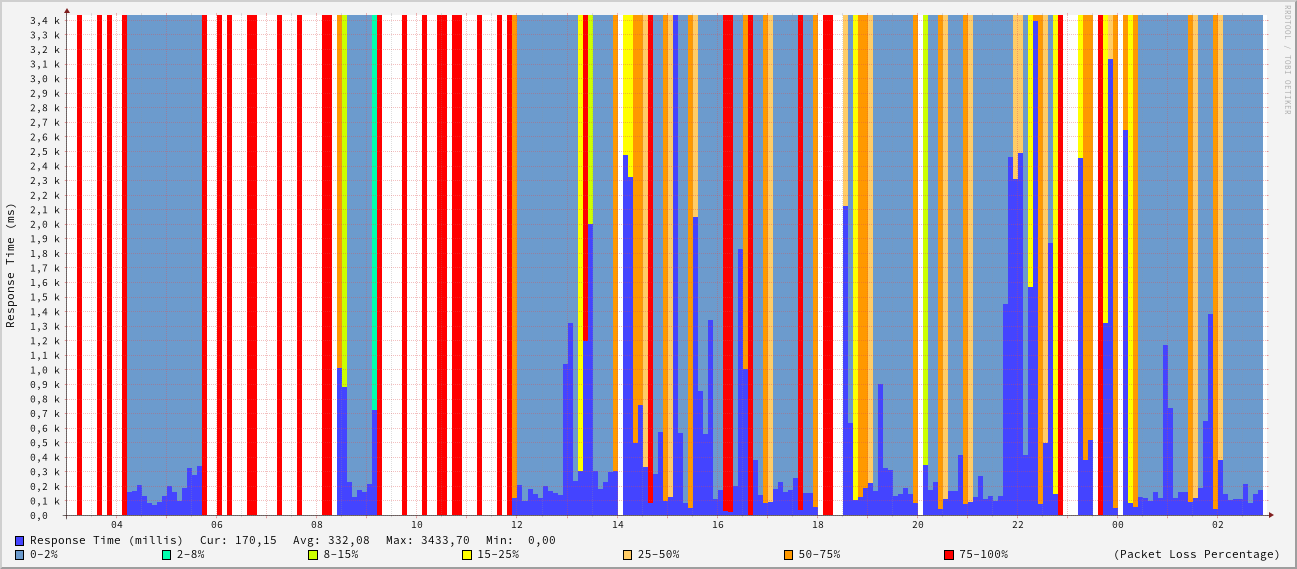 RRDTOOL / TOBI OETIKER
Response Time (ms)
3,4 k
3,3 k
3,2 k
3,1 k
3,0 k
2,9 k
2,8 k
2,7 k
2,6 k
2,5 k
2,4 k
2,3 k
2,2 k
2,1 k
2,0 k
1,9 k
1,8 k
1,7 k
1,6 k
1,5 k
1,4 k
1,3 k
1,2 k
1,1 k
1,0 k
0,9 k
0,8 k
0,7 k
0,6 k
0,5 k
0,4 k
0,3 k
0,2 k
0,1 k
0,0
04 06 08 10 12 14 16 18 20 22 00 02
Response Time (millis) Cur: 170,15 Avg: 332,08 Max: 3433,70 Min: 0,00
0-2% 2-8% 8-15% 15-25% 25-50% 50-75% 75-100% (Packet Loss Percentage)